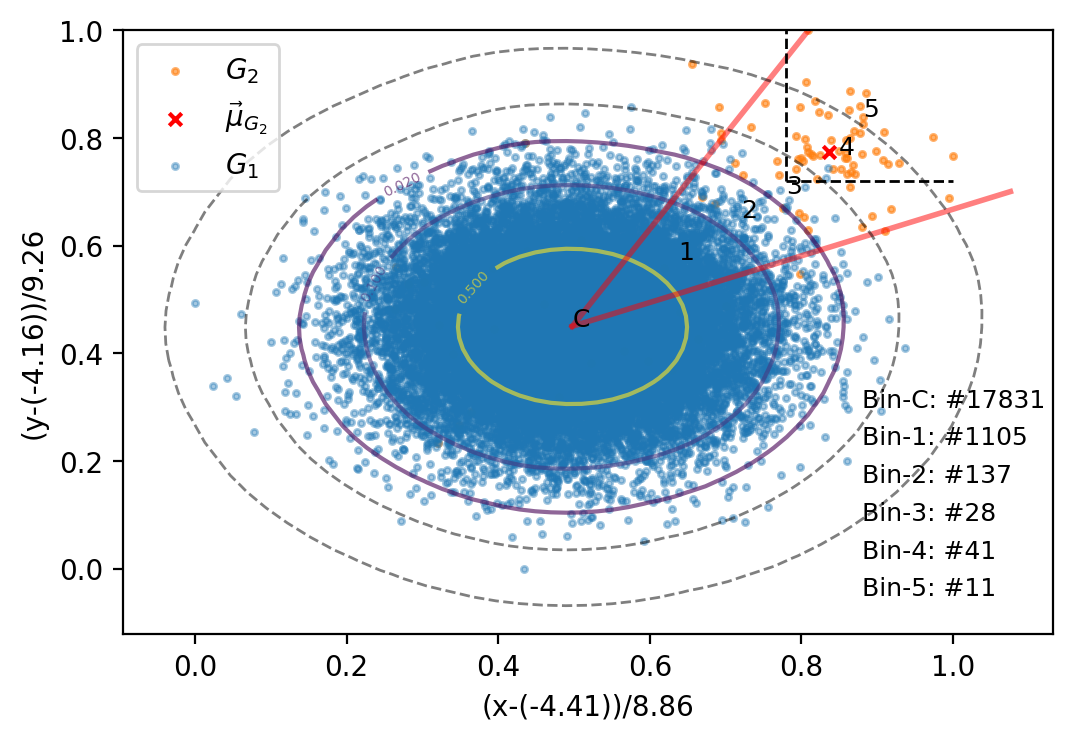 1.0
0.8
0.6
0.4
0.2
0.0
(y-(-4.16))/9.26
G2
μ⃗G2
G1
0.020
0.500
5
4
3
2
1
C
Bin-C: #17831
Bin-1: #1105
Bin-2: #137
Bin-3: #28
Bin-4: #41
Bin-5: #11
0.0 0.2 0.4 0.6 0.8 1.0
(x-(-4.41))/8.86